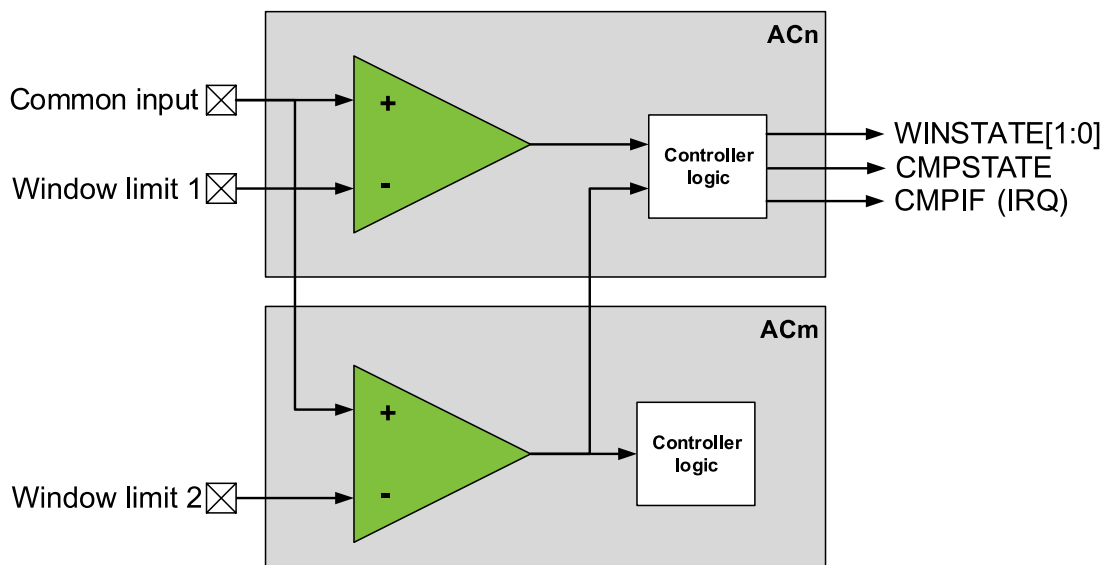 ACn
Common input
+
WINSTATE[1:0]
Controller
logic
CMPSTATE
Window limit 1
-
CMPIF (IRQ)
ACm
+
Controller
logic
Window limit 2
-